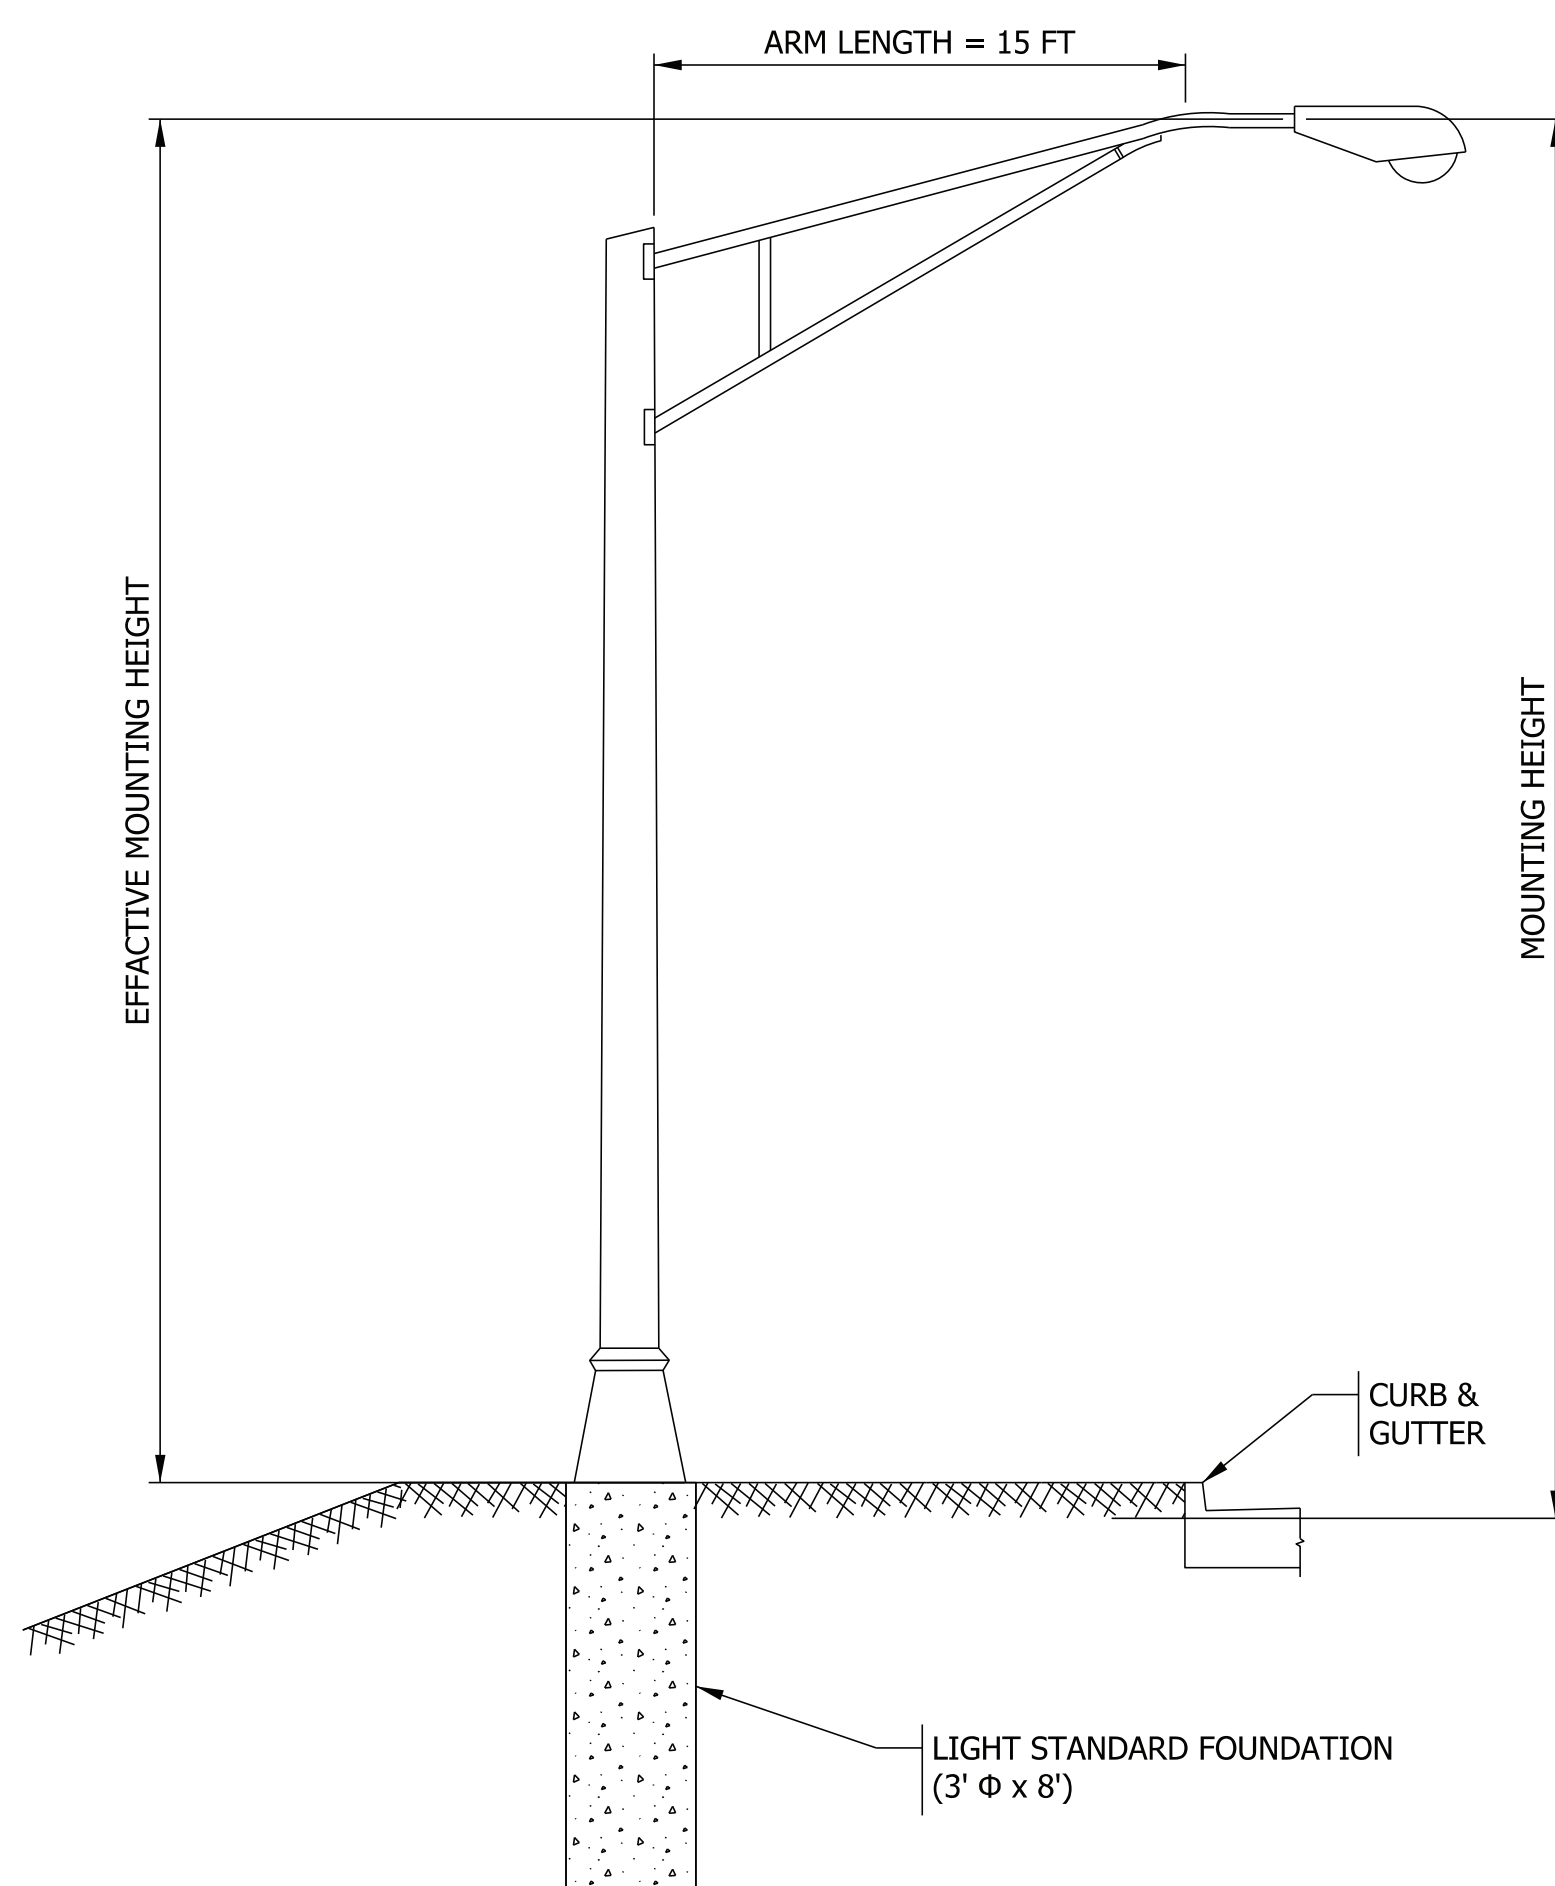 ARM LENGTH = 15 FT
EFFACTIVE MOUNTING HEIGHT
MOUNTING HEIGHT
CURB &
GUTTER
LIGHT STANDARD FOUNDATION
(3' Φ x 8')